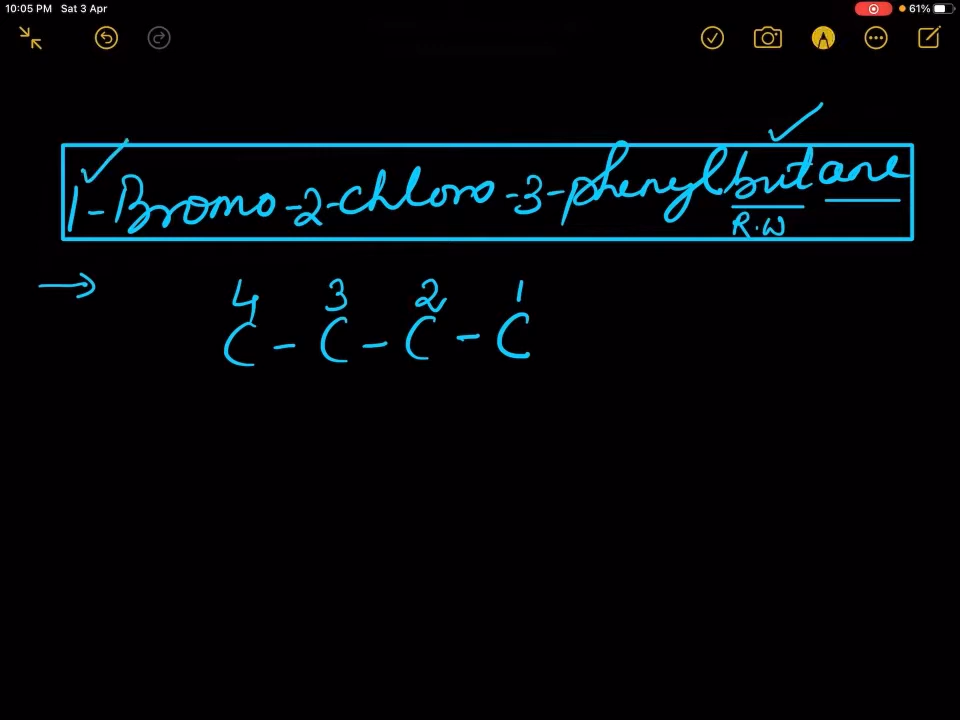 10:05 PM Sat 3 Apr 61%
1-Bromo-2-chloro-3-phenylbutane
R.W
4 3 2 1
C - C - C - C